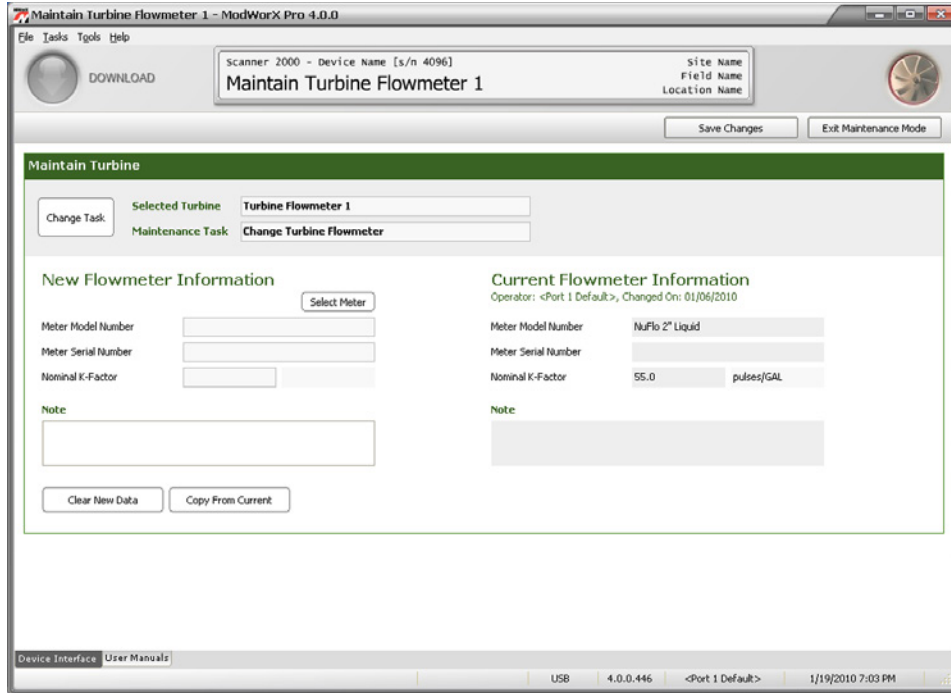 Maintain Turbine Flowmeter 1 - ModWorX Pro 4.0.0
File Tasks Tools Help
DOWNLOAD
Scanner 2000 - Device Name [s/n 4096]
Maintain Turbine Flowmeter 1
Site Name
Field Name
Location Name
Save Changes
Exit Maintenance Mode
Maintain Turbine
Change Task
Selected Turbine Turbine Flowmeter 1
Maintenance Task Change Turbine Flowmeter
New Flowmeter Information
Select Meter
Meter Model Number
Meter Serial Number
Nominal K-Factor
Note
Clear New Data
Copy From Current
Current Flowmeter Information
Operator: <Port 1 Default>, Changed On: 01/06/2010
Meter Model Number NuFlo 2" Liquid
Meter Serial Number
Nominal K-Factor 55.0 pulses/GAL
Note
Device Interface User Manuals
USB 4.0.0.446 <Port 1 Default> 1/19/2010 7:03 PM